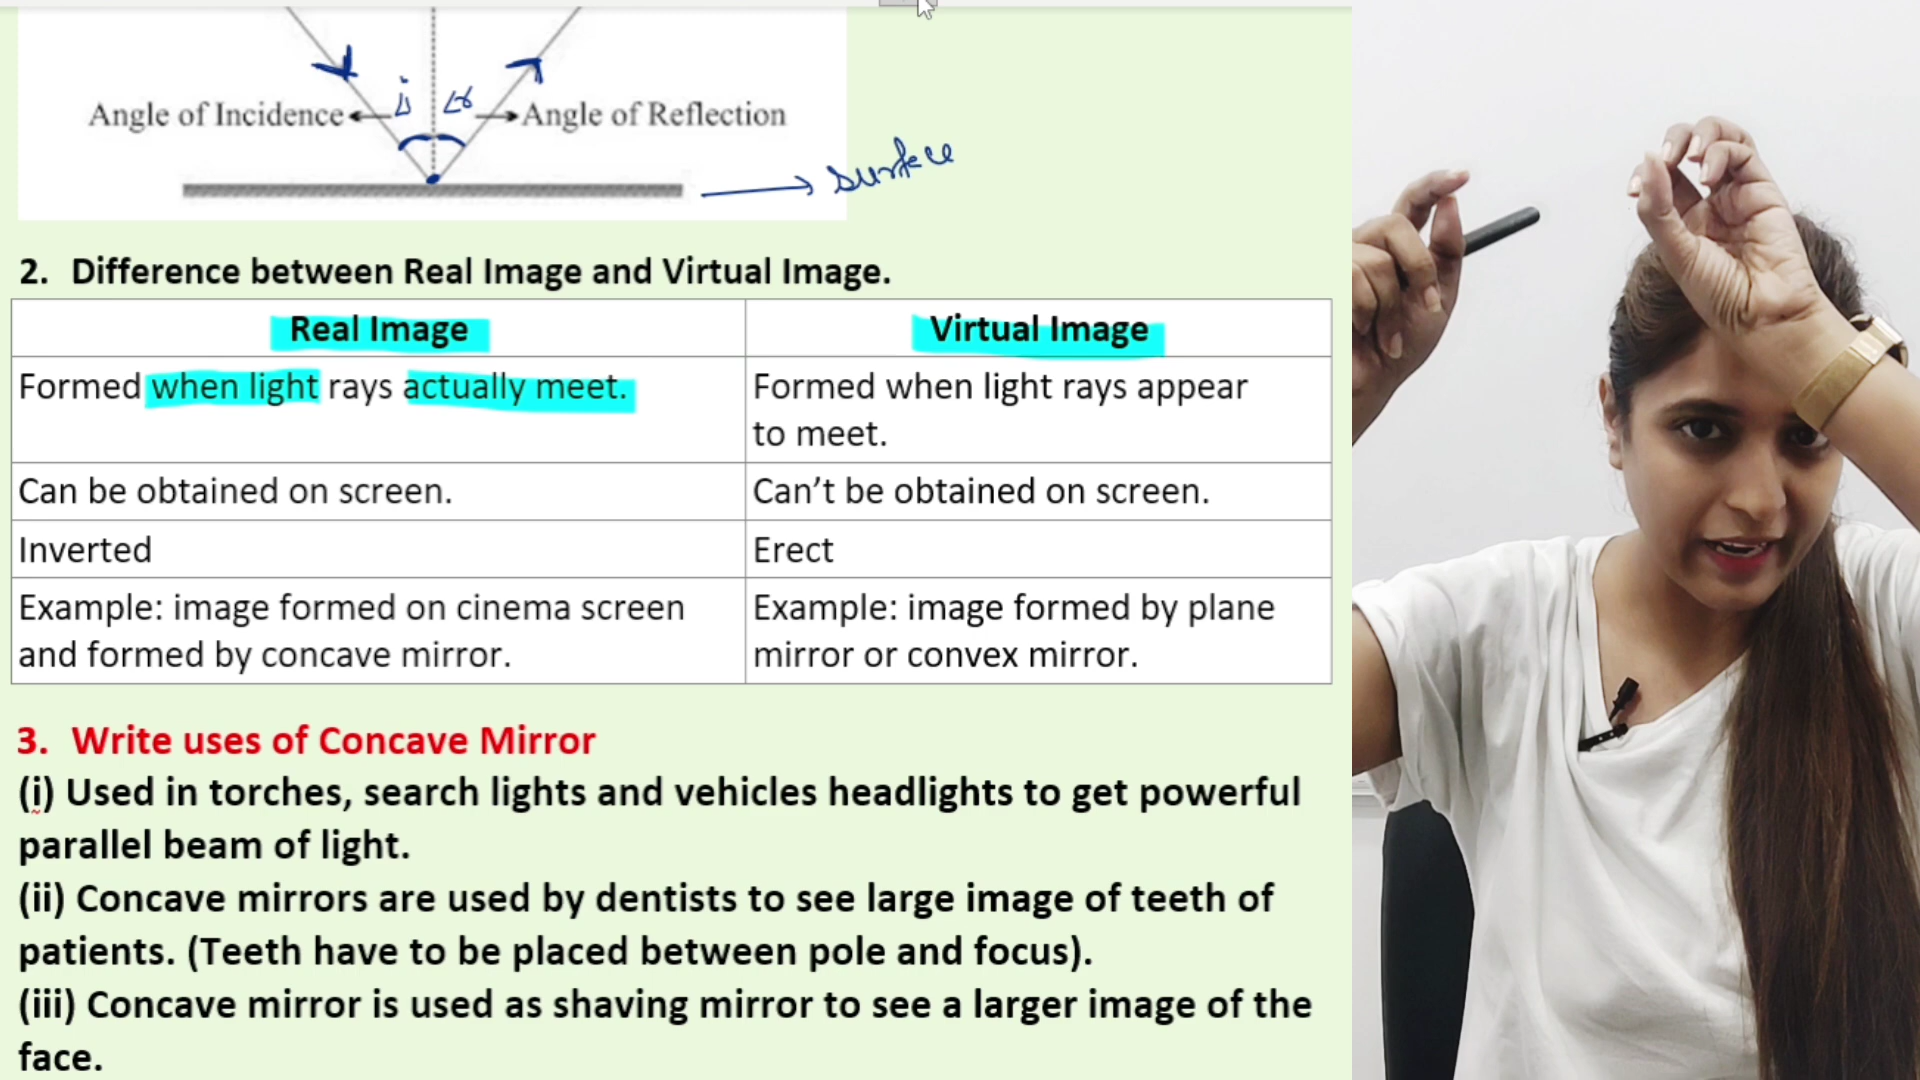 i ∠r
Angle of Incidence Angle of Reflection
surface
2. Difference between Real Image and Virtual Image.
Real Image Virtual Image
Formed when light rays actually meet. Formed when light rays appear
to meet.
Can be obtained on screen. Can’t be obtained on screen.
Inverted Erect
Example: image formed on cinema screen Example: image formed by plane
and formed by concave mirror. mirror or convex mirror.
3. Write uses of Concave Mirror
(i) Used in torches, search lights and vehicles headlights to get powerful
parallel beam of light.
(ii) Concave mirrors are used by dentists to see large image of teeth of
patients. (Teeth have to be placed between pole and focus).
(iii) Concave mirror is used as shaving mirror to see a larger image of the
face.